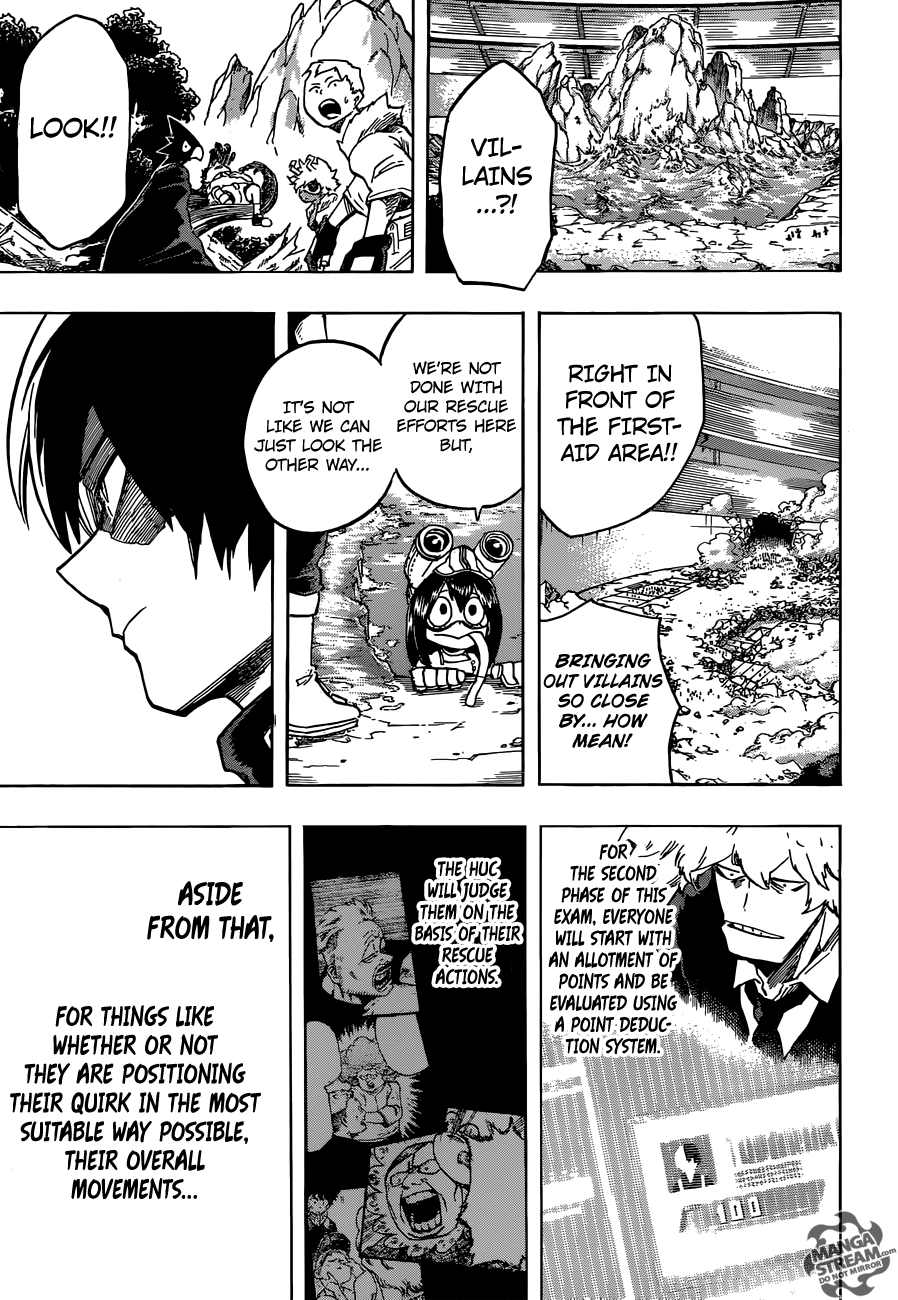 VIL-
LAINS
...?!
LOOK!!
RIGHT IN
FRONT OF
THE FIRST-
AID AREA!!
BRINGING
OUT VILLAINS
SO CLOSE
BY... HOW
MEAN!
WE'RE NOT
DONE WITH
OUR RESCUE
EFFORTS HERE
BUT,
IT'S NOT
LIKE WE CAN
JUST LOOK THE
OTHER WAY...
FOR
THE SECOND
PHASE OF THIS
EXAM, EVERYONE
WILL START WITH
AN ALLOTMENT OF
POINTS AND BE
EVALUATED USING
A POINT DEDUC-
TION SYSTEM.
100
THE HUC
WILL JUDGE
THEM ON THE
BASIS OF THEIR
RESCUE
ACTIONS.
ASIDE
FROM THAT,
FOR THINGS LIKE
WHETHER OR NOT
THEY ARE POSITIONING
THEIR QUIRK IN THE MOST
SUITABLE WAY POSSIBLE,
THEIR OVERALL
MOVEMENTS...
MANGA
STREAM.com
DO NOT MIRROR